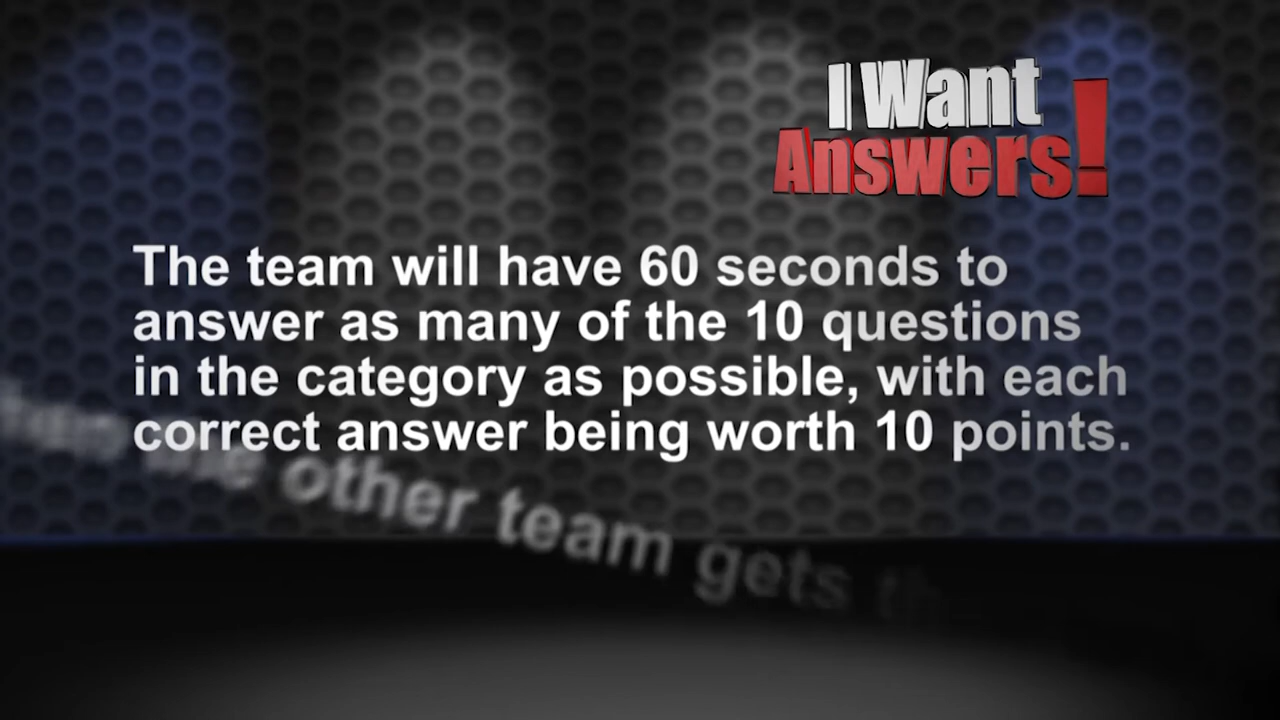 I Want
Answers!
The team will have 60 seconds to
answer as many of the 10 questions
in the category as possible, with each
correct answer being worth 10 points.
other team gets